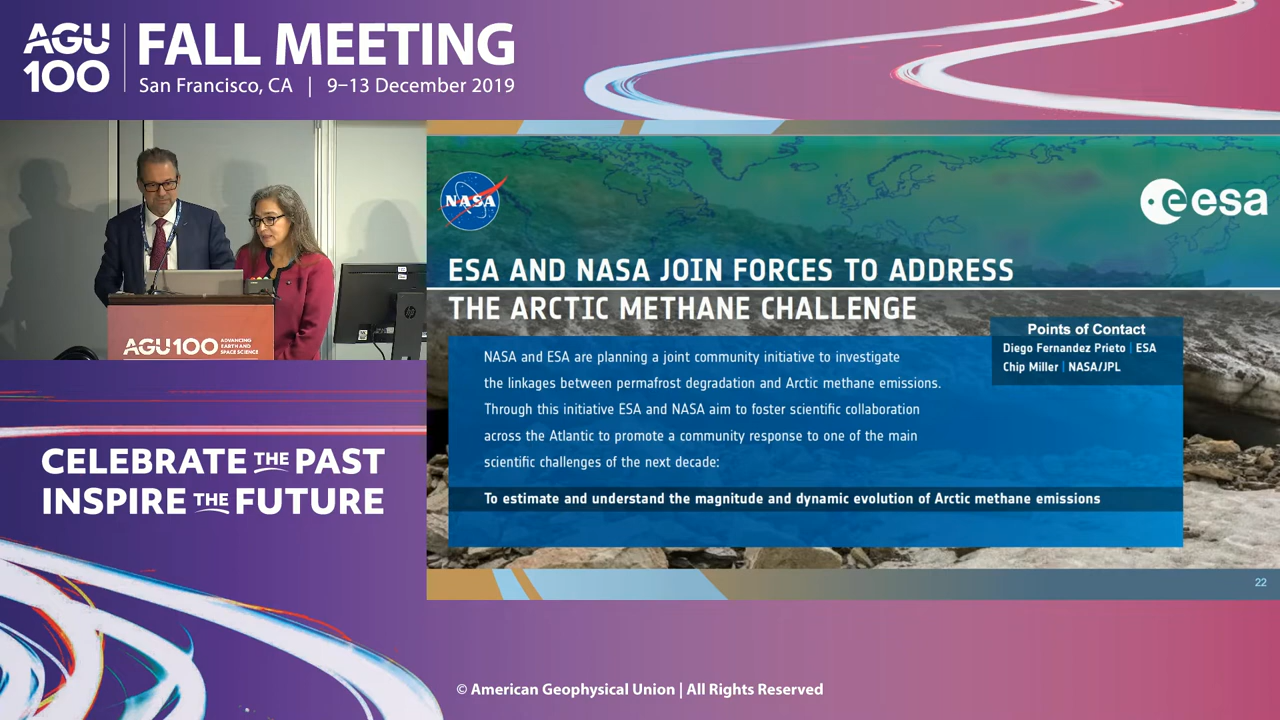 AGU
100
FALL MEETING
San Francisco, CA | 9–13 December 2019
AGU100 ADVANCING
EARTH AND
SPACE SCIENCE
hp
CELEBRATE THE PAST
INSPIRE THE FUTURE
NASA
esa
ESA AND NASA JOIN FORCES TO ADDRESS
THE ARCTIC METHANE CHALLENGE
Points of Contact
Diego Fernandez Prieto | ESA
Chip Miller | NASA/JPL
NASA and ESA are planning a joint community initiative to investigate
the linkages between permafrost degradation and Arctic methane emissions.
Through this initiative ESA and NASA aim to foster scientific collaboration
across the Atlantic to promote a community response to one of the main
scientific challenges of the next decade:
To estimate and understand the magnitude and dynamic evolution of Arctic methane emissions
22
© American Geophysical Union | All Rights Reserved